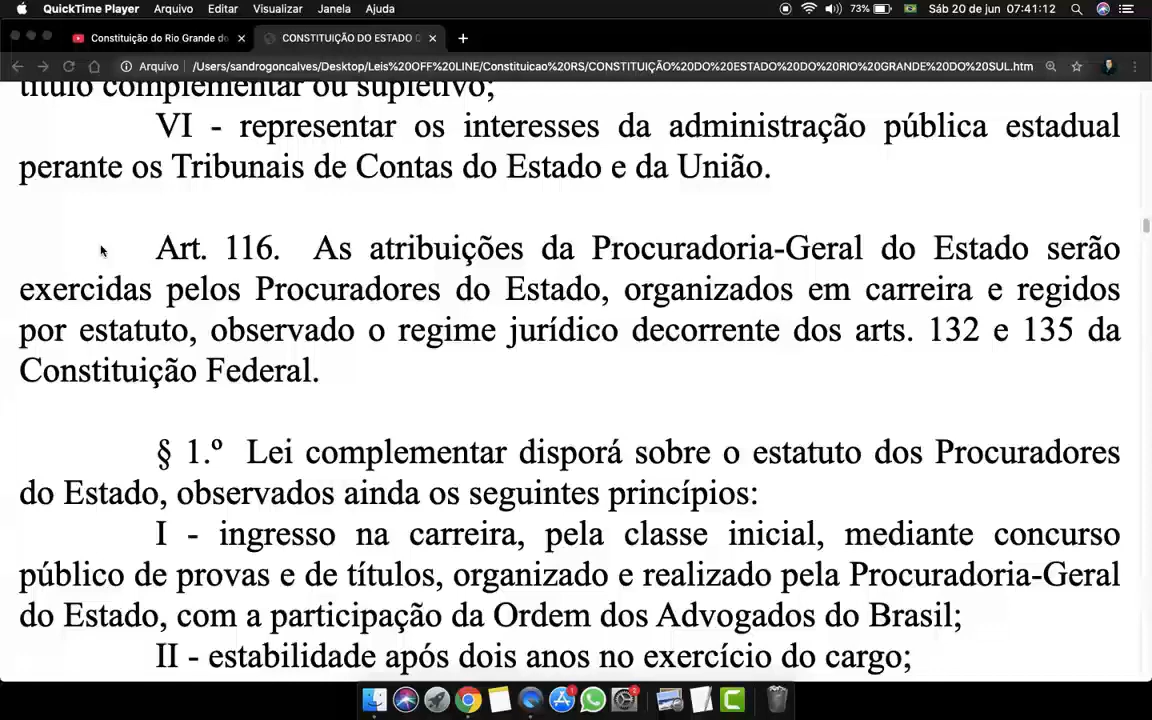 QuickTime Player Arquivo Editar Visualizar Janela Ajuda 73% Sáb 20 de jun 07:41:12
Constituição do Rio Grande do CONSTITUIÇÃO DO ESTADO
Arquivo /Users/sandrogoncalves/Desktop/Leis%20OFF%20LINE/Constituicao%20RS/CONSTITUIÇÃO%20DO%20ESTADO%20DO%20RIO%20GRANDE%20DO%20SUL.htm
título complementar ou supletivo;
VI - representar os interesses da administração pública estadual
perante os Tribunais de Contas do Estado e da União.
Art. 116. As atribuições da Procuradoria-Geral do Estado serão
exercidas pelos Procuradores do Estado, organizados em carreira e regidos
por estatuto, observado o regime jurídico decorrente dos arts. 132 e 135 da
Constituição Federal.
§ 1.º Lei complementar disporá sobre o estatuto dos Procuradores
do Estado, observados ainda os seguintes princípios:
I - ingresso na carreira, pela classe inicial, mediante concurso
público de provas e de títulos, organizado e realizado pela Procuradoria-Geral
do Estado, com a participação da Ordem dos Advogados do Brasil;
II - estabilidade após dois anos no exercício do cargo;